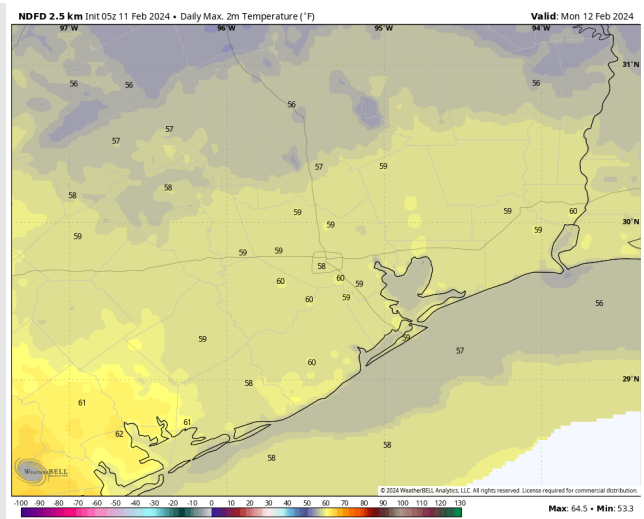 NDFD 2.5 km Init 05z 11 Feb 2024 • Daily Max. 2m Temperature (°F)
Valid: Mon 12 Feb 2024
97°W 96°W 95°W 94°W
31°N
56 56 56
56
57 57
57 59
58 58
59 59 60
30°N
59 59 59
59 59
58
60 60 59
60 59
56
59 59
57
60
29°N
58
61
61
62
58
58
WEATHERBELL
© 2024 WeatherBELL Analytics, LLC. All rights reserved. License required for commercial distribution.
-100 -90 -80 -70 -60 -50 -40 -30 -20 -10 0 10 20 30 40 50 60 70 80 90 100 110 120 130
Max: 64.5 • Min: 53.3